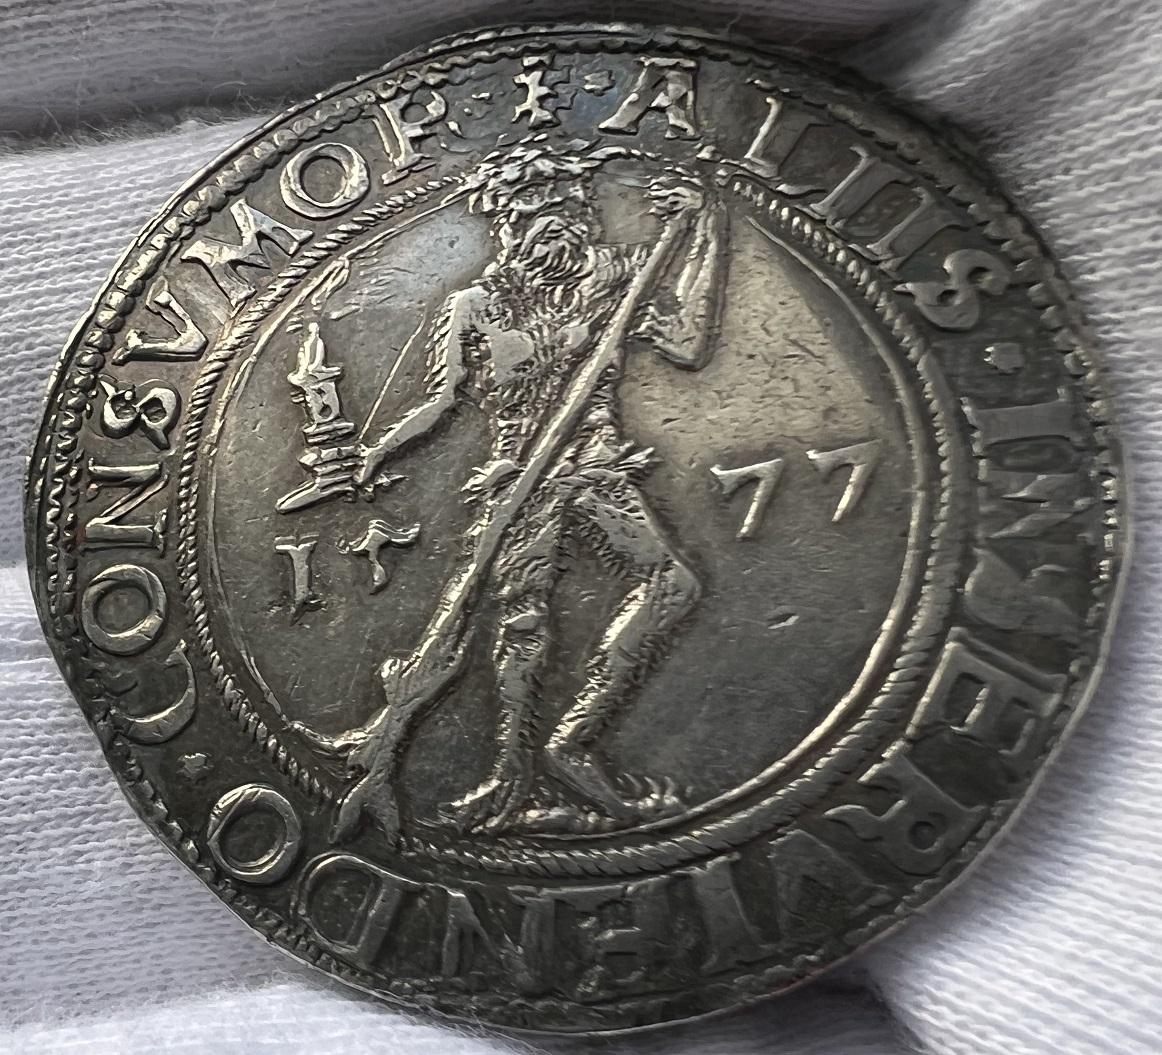 ALIIS · INSERVIENDO · CONSVMOR ·
15 77